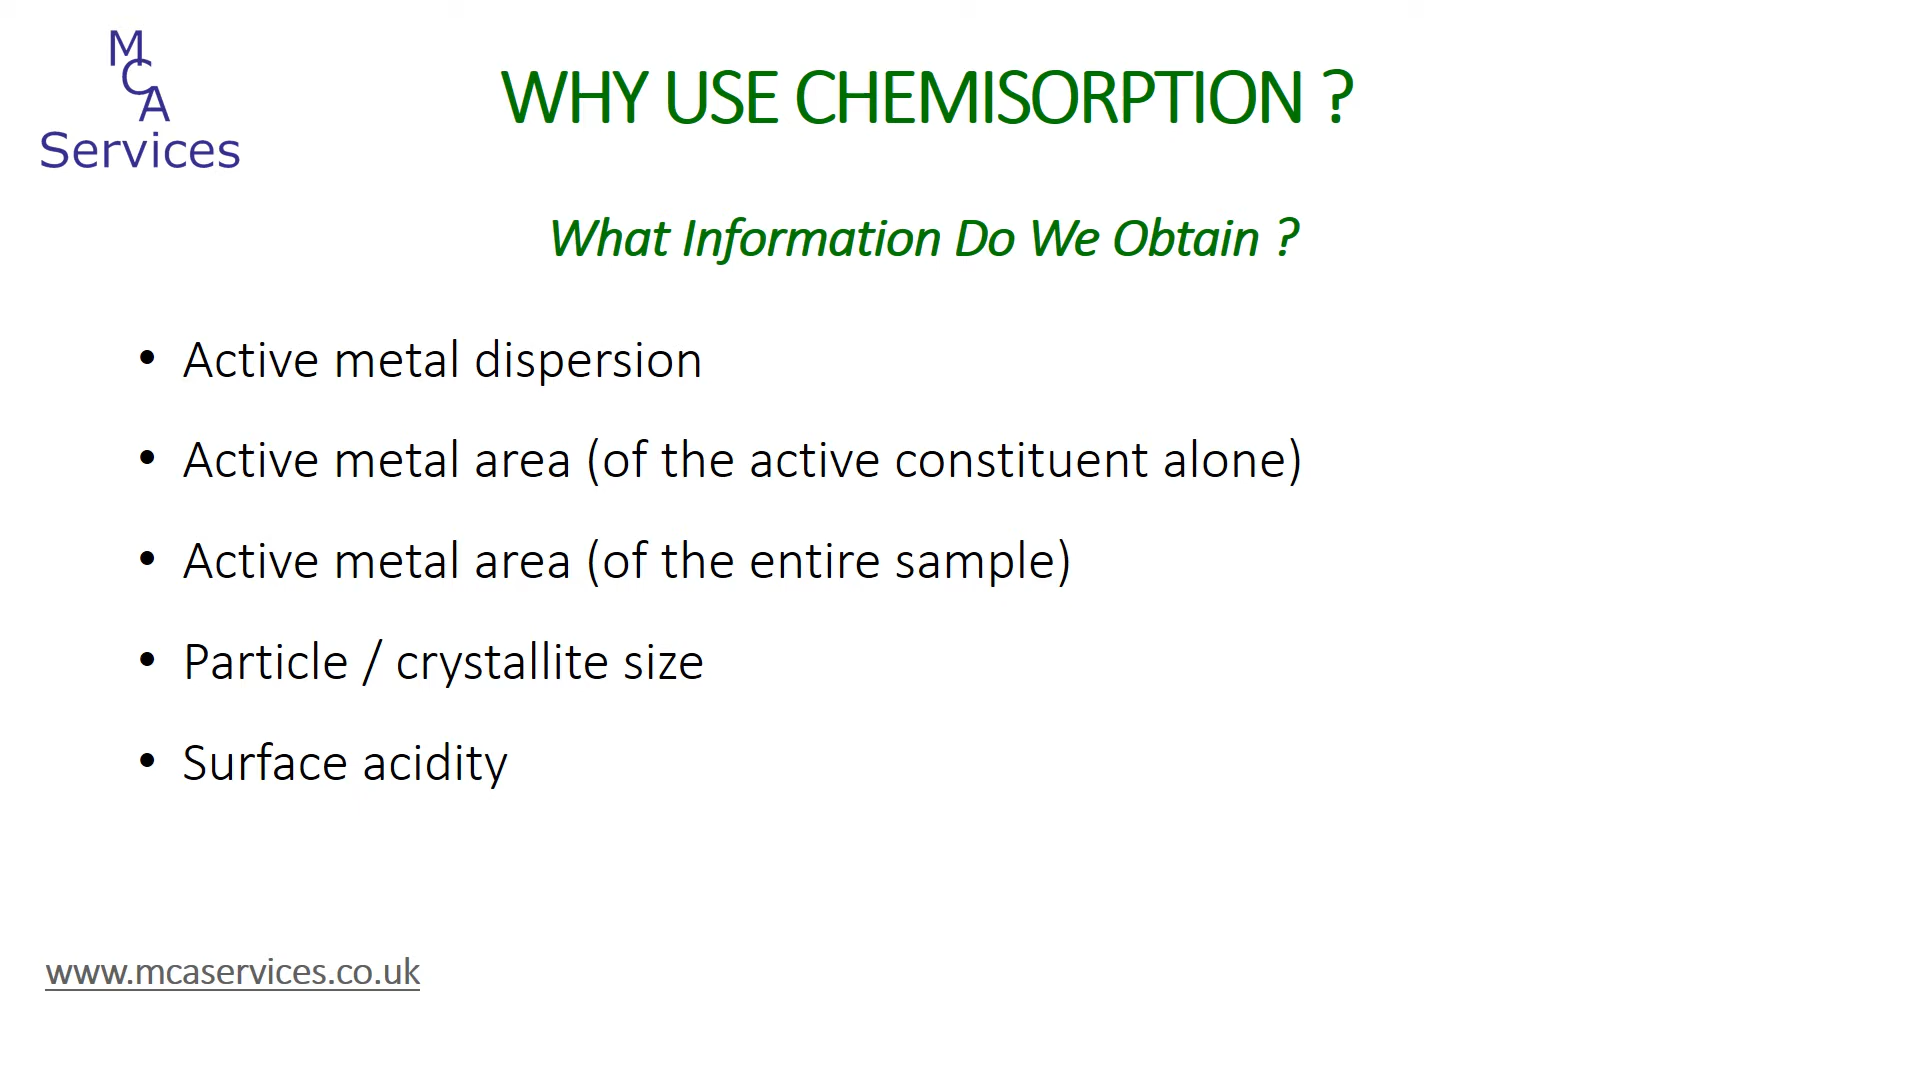 M
C
A
Services
WHY USE CHEMISORPTION ?
What Information Do We Obtain ?
• Active metal dispersion
• Active metal area (of the active constituent alone)
• Active metal area (of the entire sample)
• Particle / crystallite size
• Surface acidity
www.mcaservices.co.uk